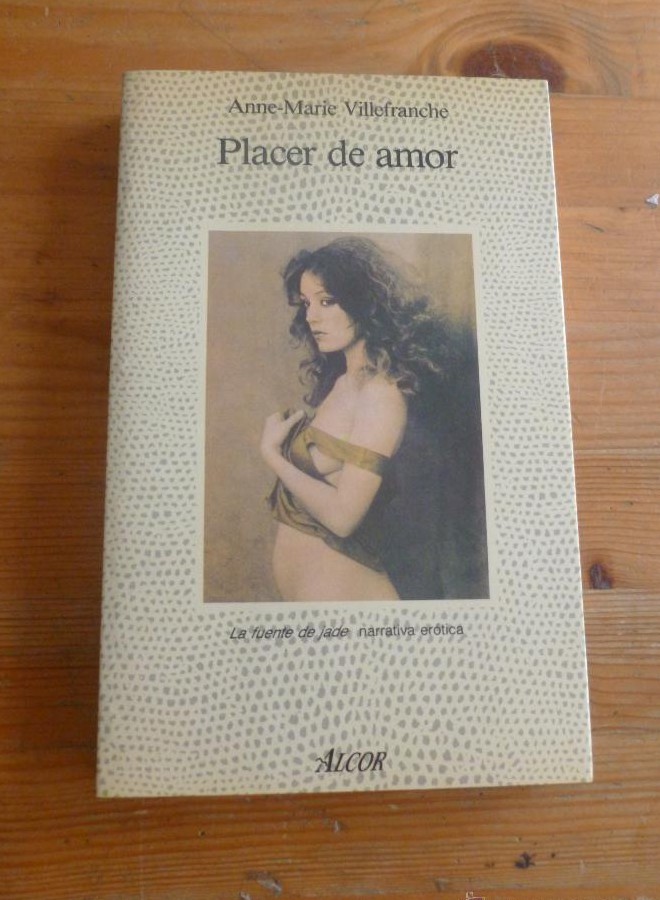 Anne-Marie Villefranche
Placer de amor
La fuente de jade narrativa erótica
ALCOR